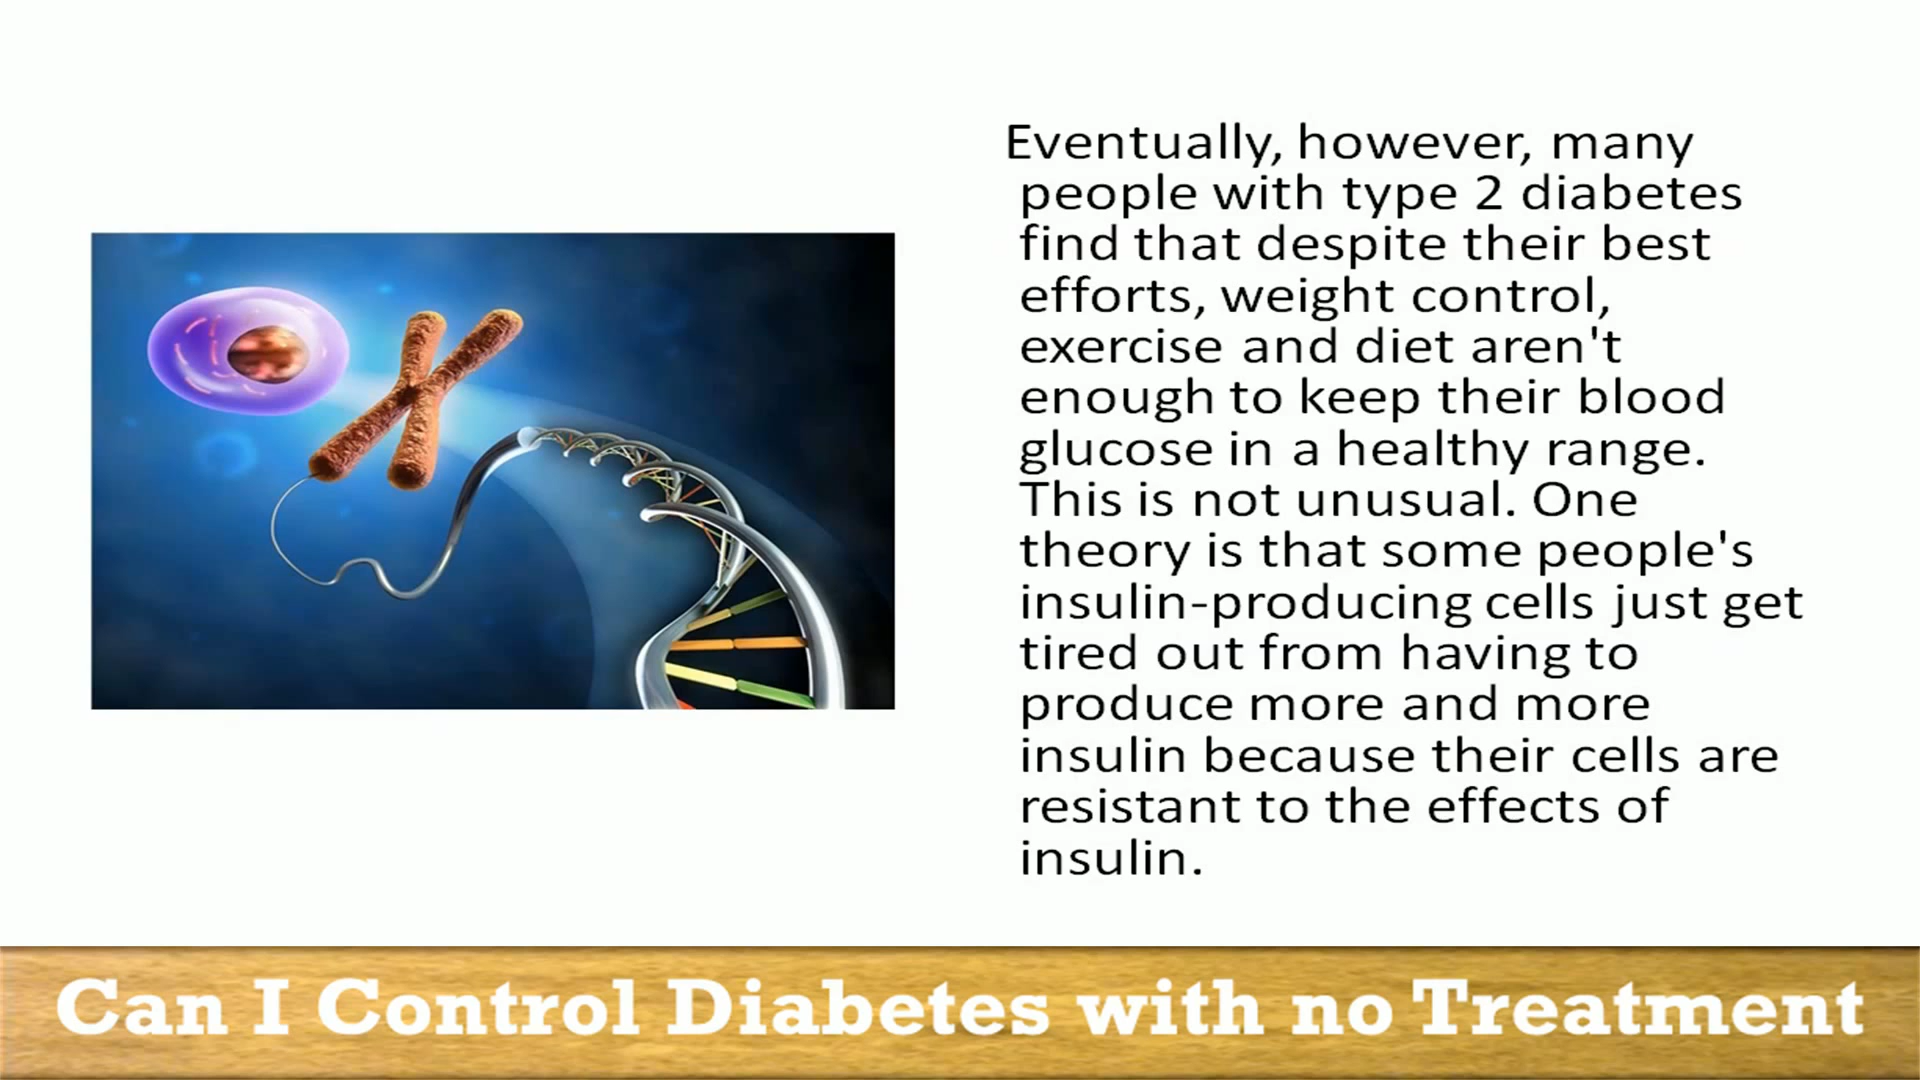 Eventually, however, many
people with type 2 diabetes
find that despite their best
efforts, weight control,
exercise and diet aren't
enough to keep their blood
glucose in a healthy range.
This is not unusual. One
theory is that some people's
insulin-producing cells just get
tired out from having to
produce more and more
insulin because their cells are
resistant to the effects of
insulin.
Can I Control Diabetes with no Treatment